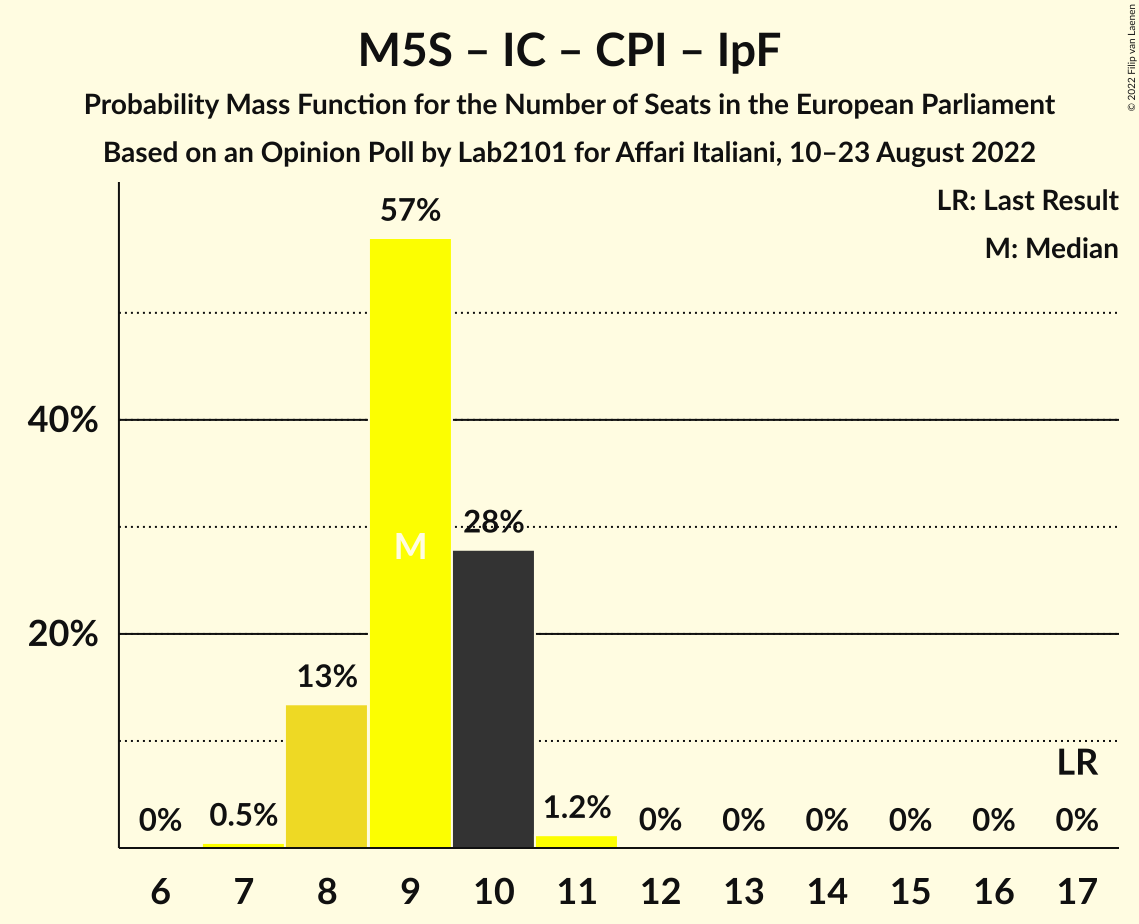 M5S – IC – CPI – IpF
Probability Mass Function for the Number of Seats in the European Parliament
Based on an Opinion Poll by Lab2101 for Affari Italiani, 10–23 August 2022
© 2022 Filip van Laenen
LR: Last Result
M: Median
57%
40%
28%
M
20%
13%
LR
0% 0.5% 1.2% 0% 0% 0% 0% 0% 0%
6 7 8 9 10 11 12 13 14 15 16 17